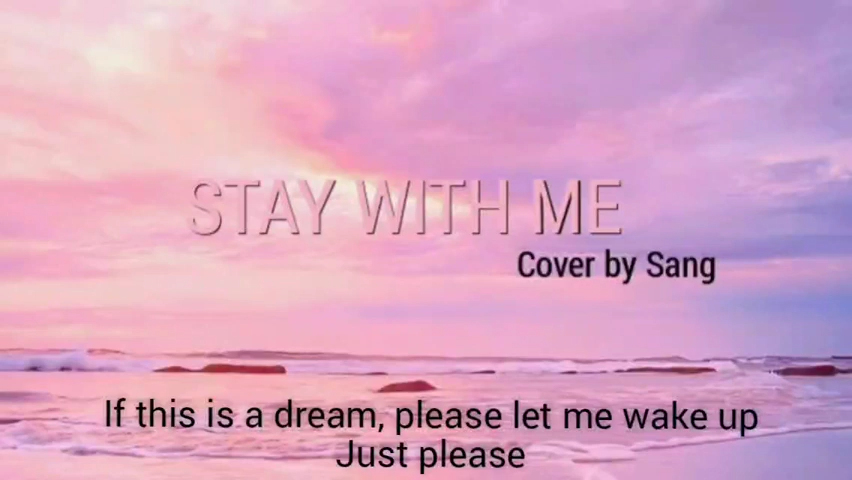 STAY WITH ME
Cover by Sang
If this is a dream, please let me wake up
Just please